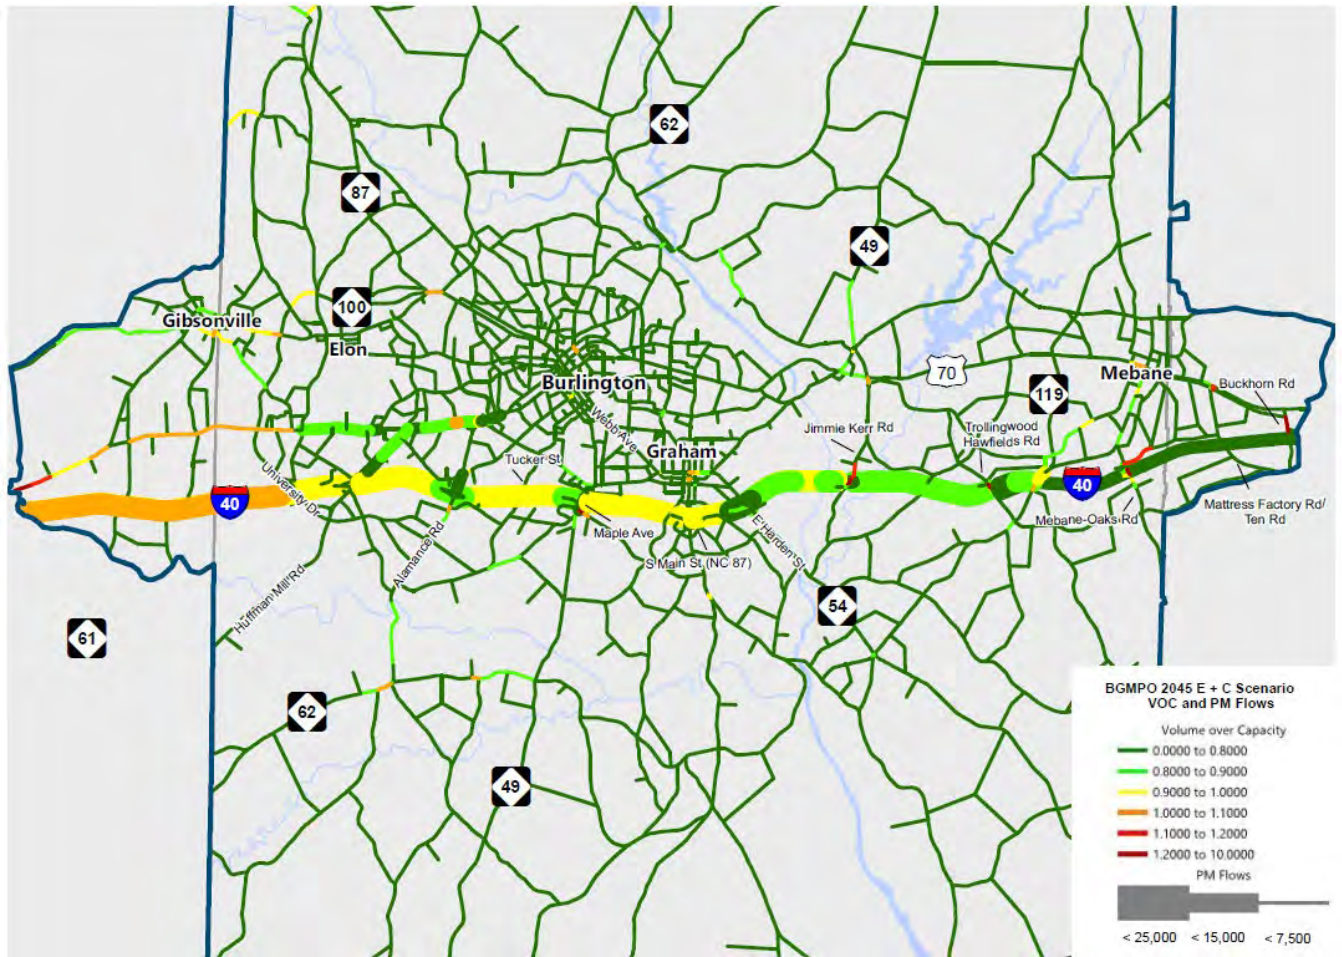 62
87
49
100
Gibsonville
Elon
Burlington
70
119
Mebane
Buckhorn Rd
Webb Ave
Jimmie Kerr Rd
Trollingwood
Hawfields Rd
Graham
Tucker St
University Dr
40
40
Mattress Factory Rd/
Ten Rd
Mebane-Oaks Rd
Maple Ave
E Harden St
Alamance Rd
S Main St (NC 87)
Huffman Mill Rd
54
61
62
49
BGMPO 2045 E + C Scenario
VOC and PM Flows
Volume over Capacity
0.0000 to 0.8000
0.8000 to 0.9000
0.9000 to 1.0000
1.0000 to 1.1000
1.1000 to 1.2000
1.2000 to 10.0000
PM Flows
< 25,000 < 15,000 < 7,500